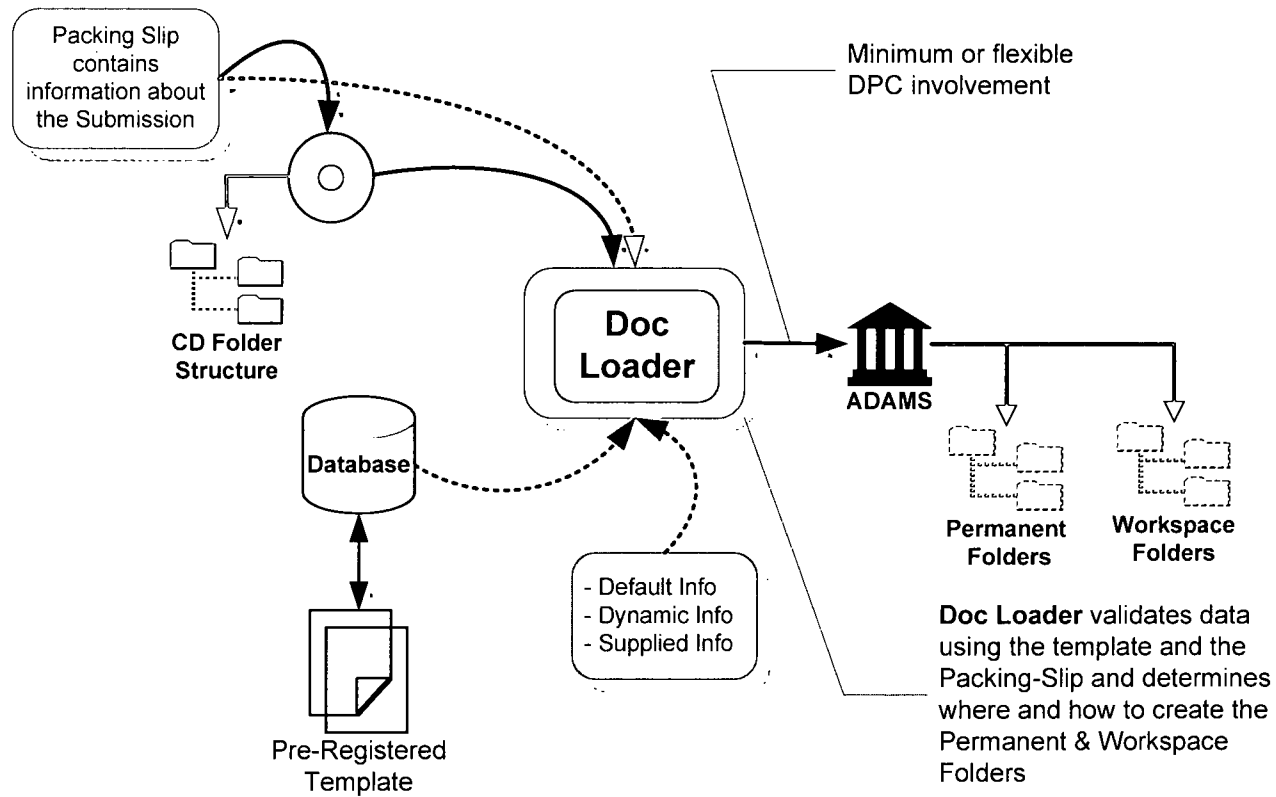 Packing Slip
contains
information about
the Submission
Minimum or flexible
DPC involvement
CD Folder
Structure
Doc
Loader
ADAMS
Database
Permanent
Folders
Workspace
Folders
- Default Info
- Dynamic Info
- Supplied Info
Doc Loader validates data
using the template and the
Packing-Slip and determines
where and how to create the
Permanent & Workspace
Folders
Pre-Registered
Template